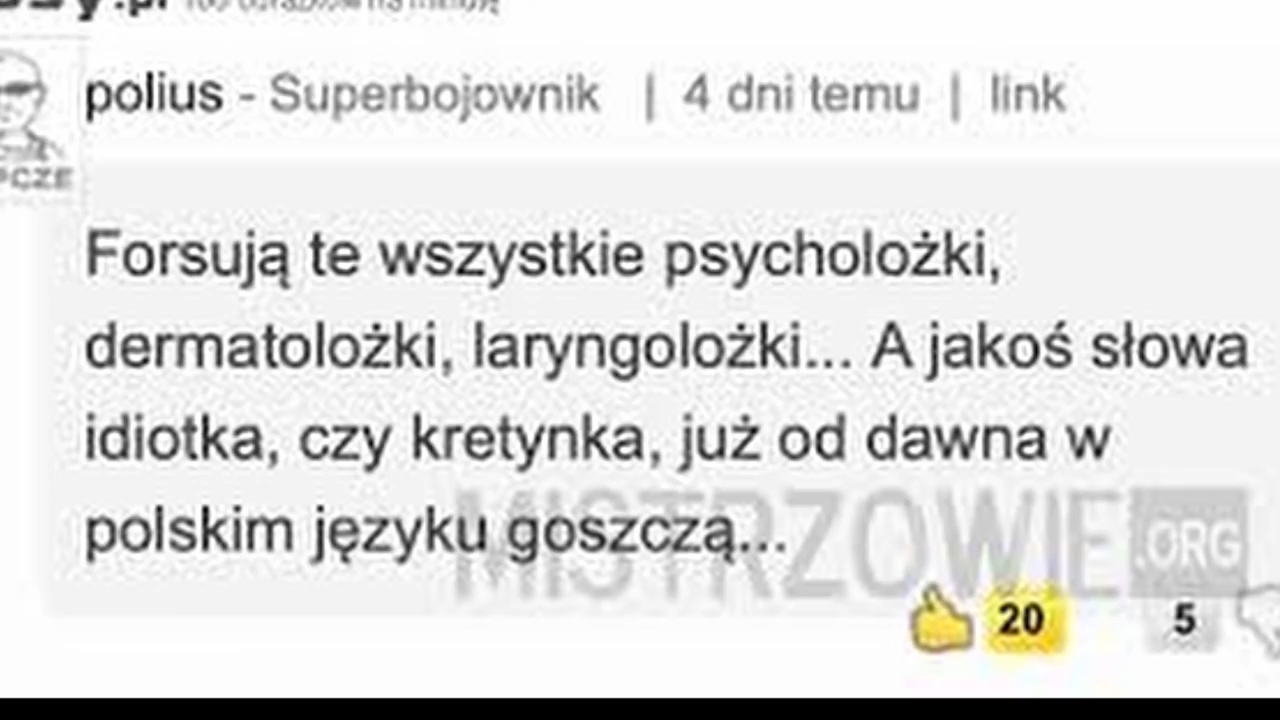 polius - Superbojownik | 4 dni temu | link
Forsują te wszystkie psycholożki,
dermatolożki, laryngolożki... A jakoś słowa
idiotka, czy kretynka, już od dawna w
polskim języku goszczą...
MISTRZOWIE.ORG
20 5